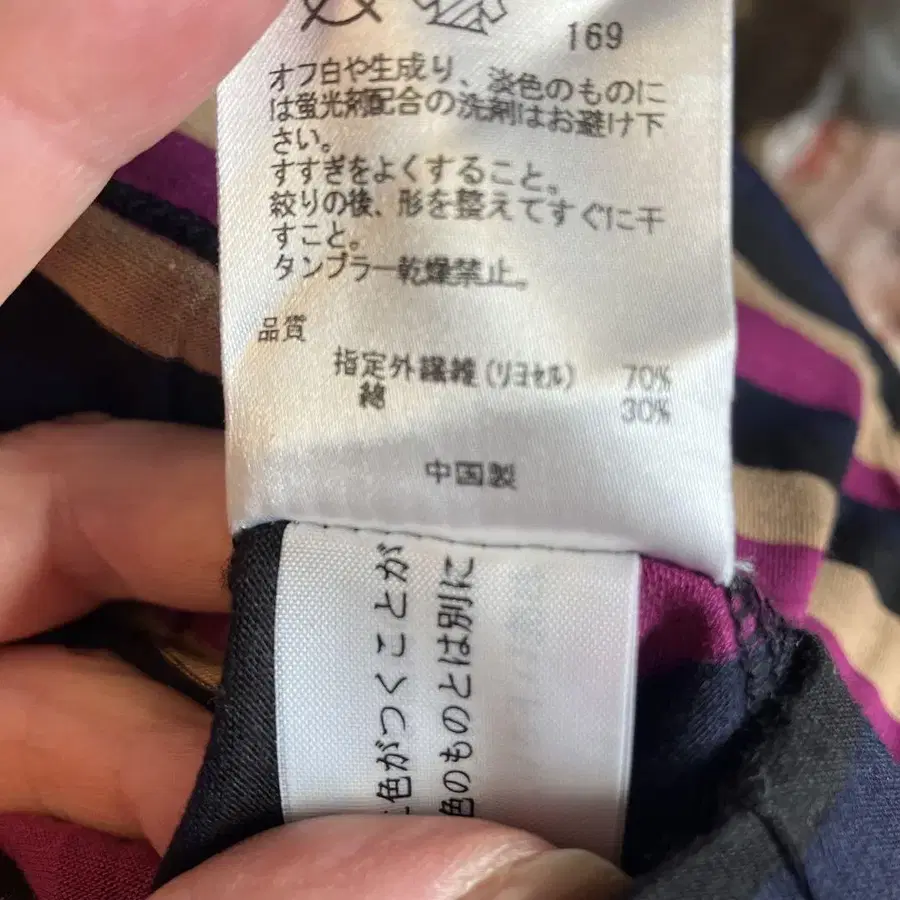 169
オフ白や生成り、淡色のものに
は蛍光剤配合の洗剤はお避け下
さい。
すすぎをよくすること。
絞りの後、形を整えてすぐに干
すこと。
タンブラー乾燥禁止。
品質
指定外繊維(リヨセル) 70%
綿 30%
中国製
色がつくことが
色のものとは別に